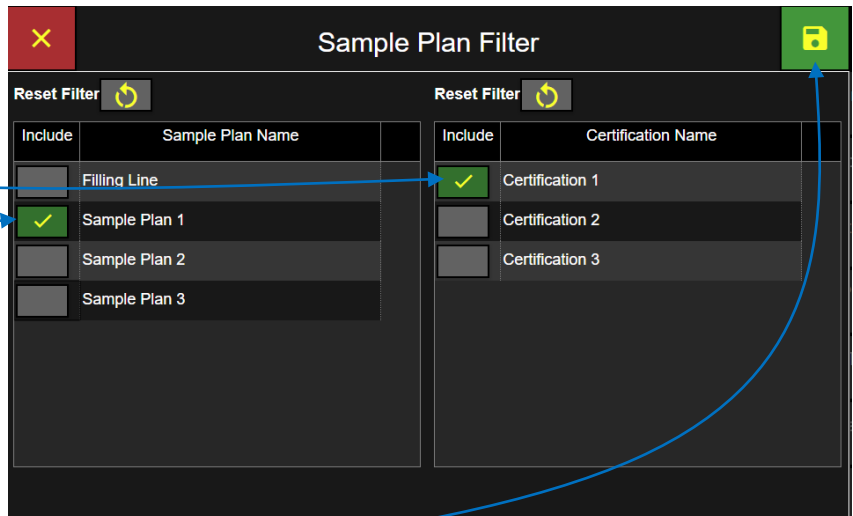 Sample Plan Filter
Reset Filter
Reset Filter
Include Sample Plan Name
Include Certification Name
Filling Line
Certification 1
Sample Plan 1
Certification 2
Sample Plan 2
Certification 3
Sample Plan 3